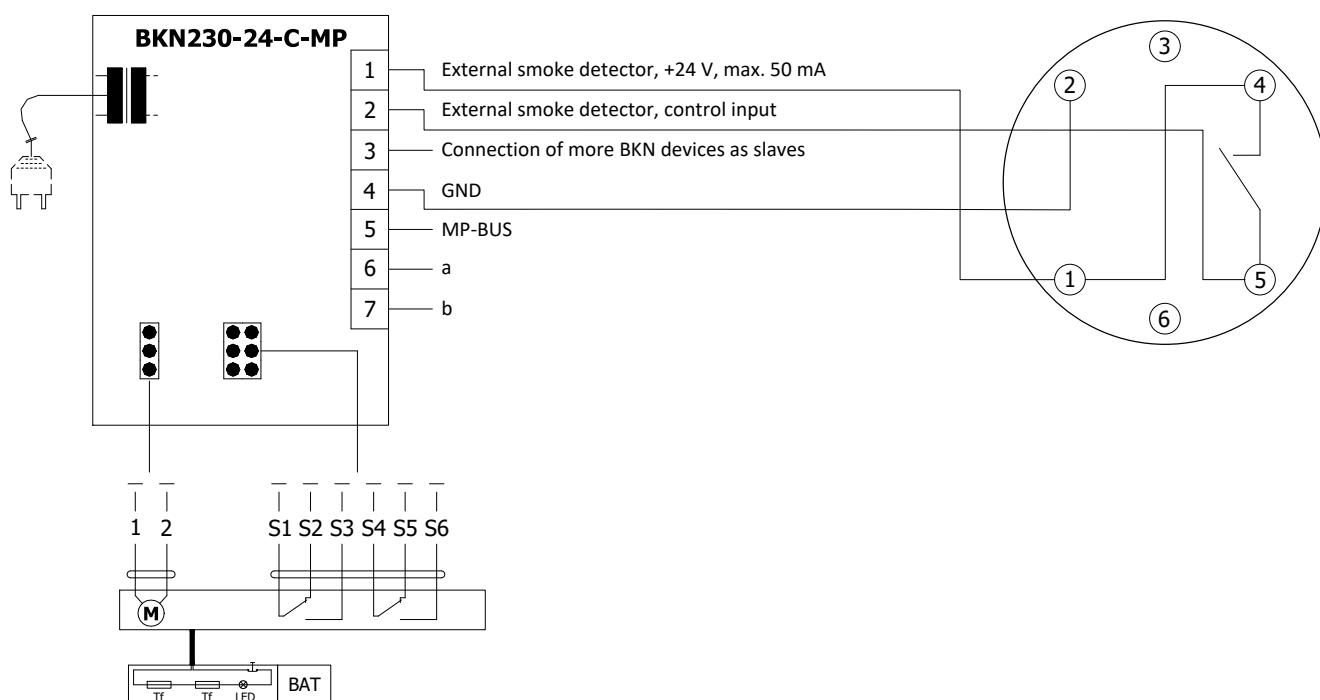 BKN230-24-C-MP
1 External smoke detector, +24 V, max. 50 mA
2 External smoke detector, control input
3 Connection of more BKN devices as slaves
4 GND
5 MP-BUS
6 a
7 b
3
2 4
1 5
6
1 2 S1 S2 S3 S4 S5 S6
M
Tf Tf LED BAT